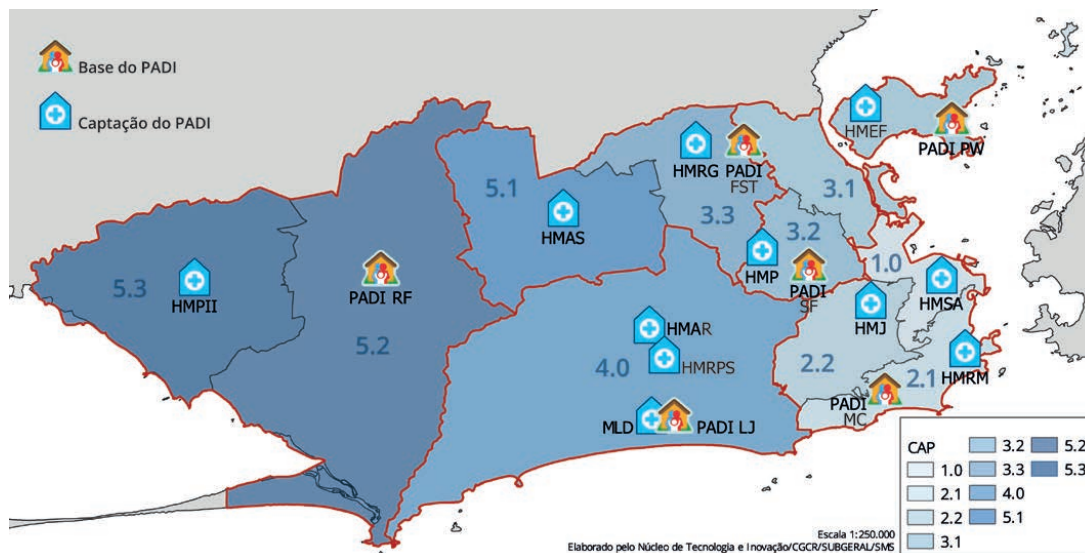 Base do PADI
Captação do PADI
HMEF
PADI PW
HMRG
PADI
FST
3.1
5.1
3.3
3.2
HMAS
HMP
PADI
SF
1.0
5.3
HMPII
PADI RF
HMSA
HMJ
5.2
HMAR
HMRPS
4.0
2.2
HMRM
2.1
PADI
MC
MLD
PADI LJ
CAP
1.0
2.1
2.2
3.1
3.2
3.3
4.0
5.1
5.2
5.3
Escala 1:250.000
Elaborado pelo Núcleo de Tecnologia e Inovação/CGCR/SUBGERAL/SMS